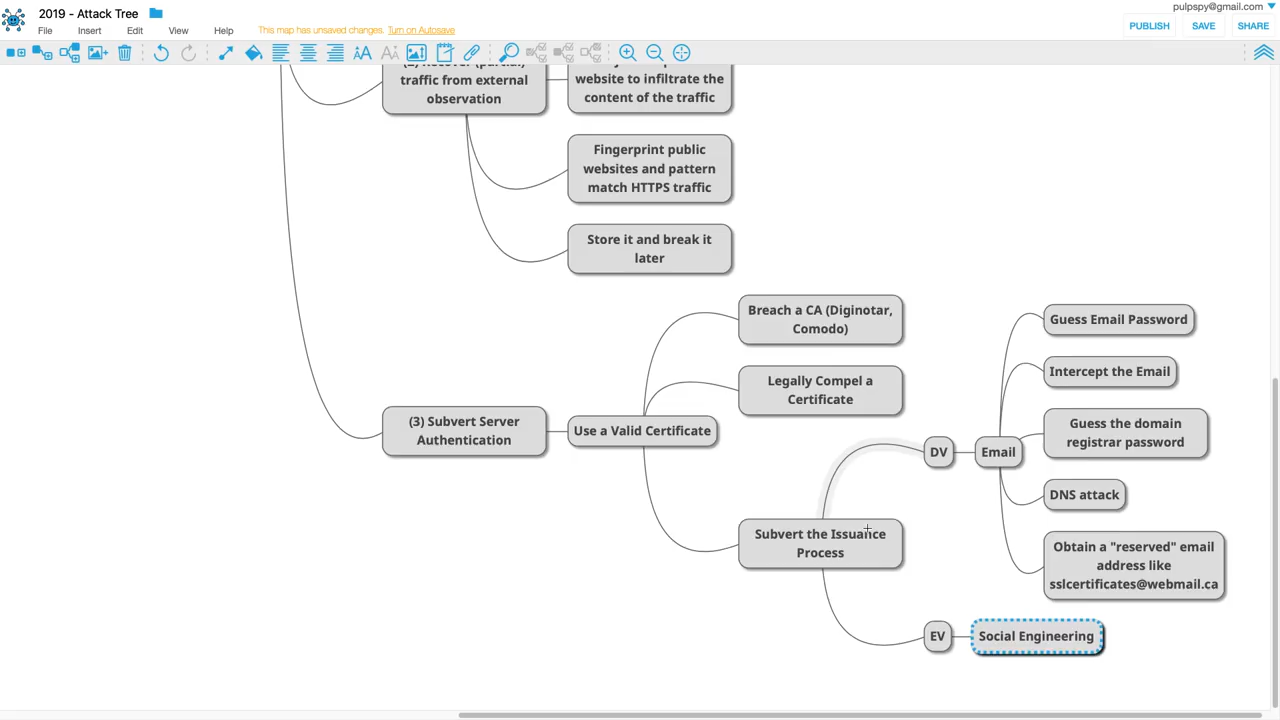 2019 - Attack Tree
pulpspy@gmail.com
File
Insert
Edit
View
Help
This map has unsaved changes. Turn on Autosave
PUBLISH
SAVE
SHARE
traffic from external
observation
website to infiltrate the
content of the traffic
Fingerprint public
websites and pattern
match HTTPS traffic
Store it and break it
later
Breach a CA (Diginotar,
Comodo)
Legally Compel a
Certificate
(3) Subvert Server
Authentication
Use a Valid Certificate
Subvert the Issuance
Process
DV
Email
Guess Email Password
Intercept the Email
Guess the domain
registrar password
DNS attack
Obtain a "reserved" email
address like
sslcertificates@webmail.ca
EV
Social Engineering